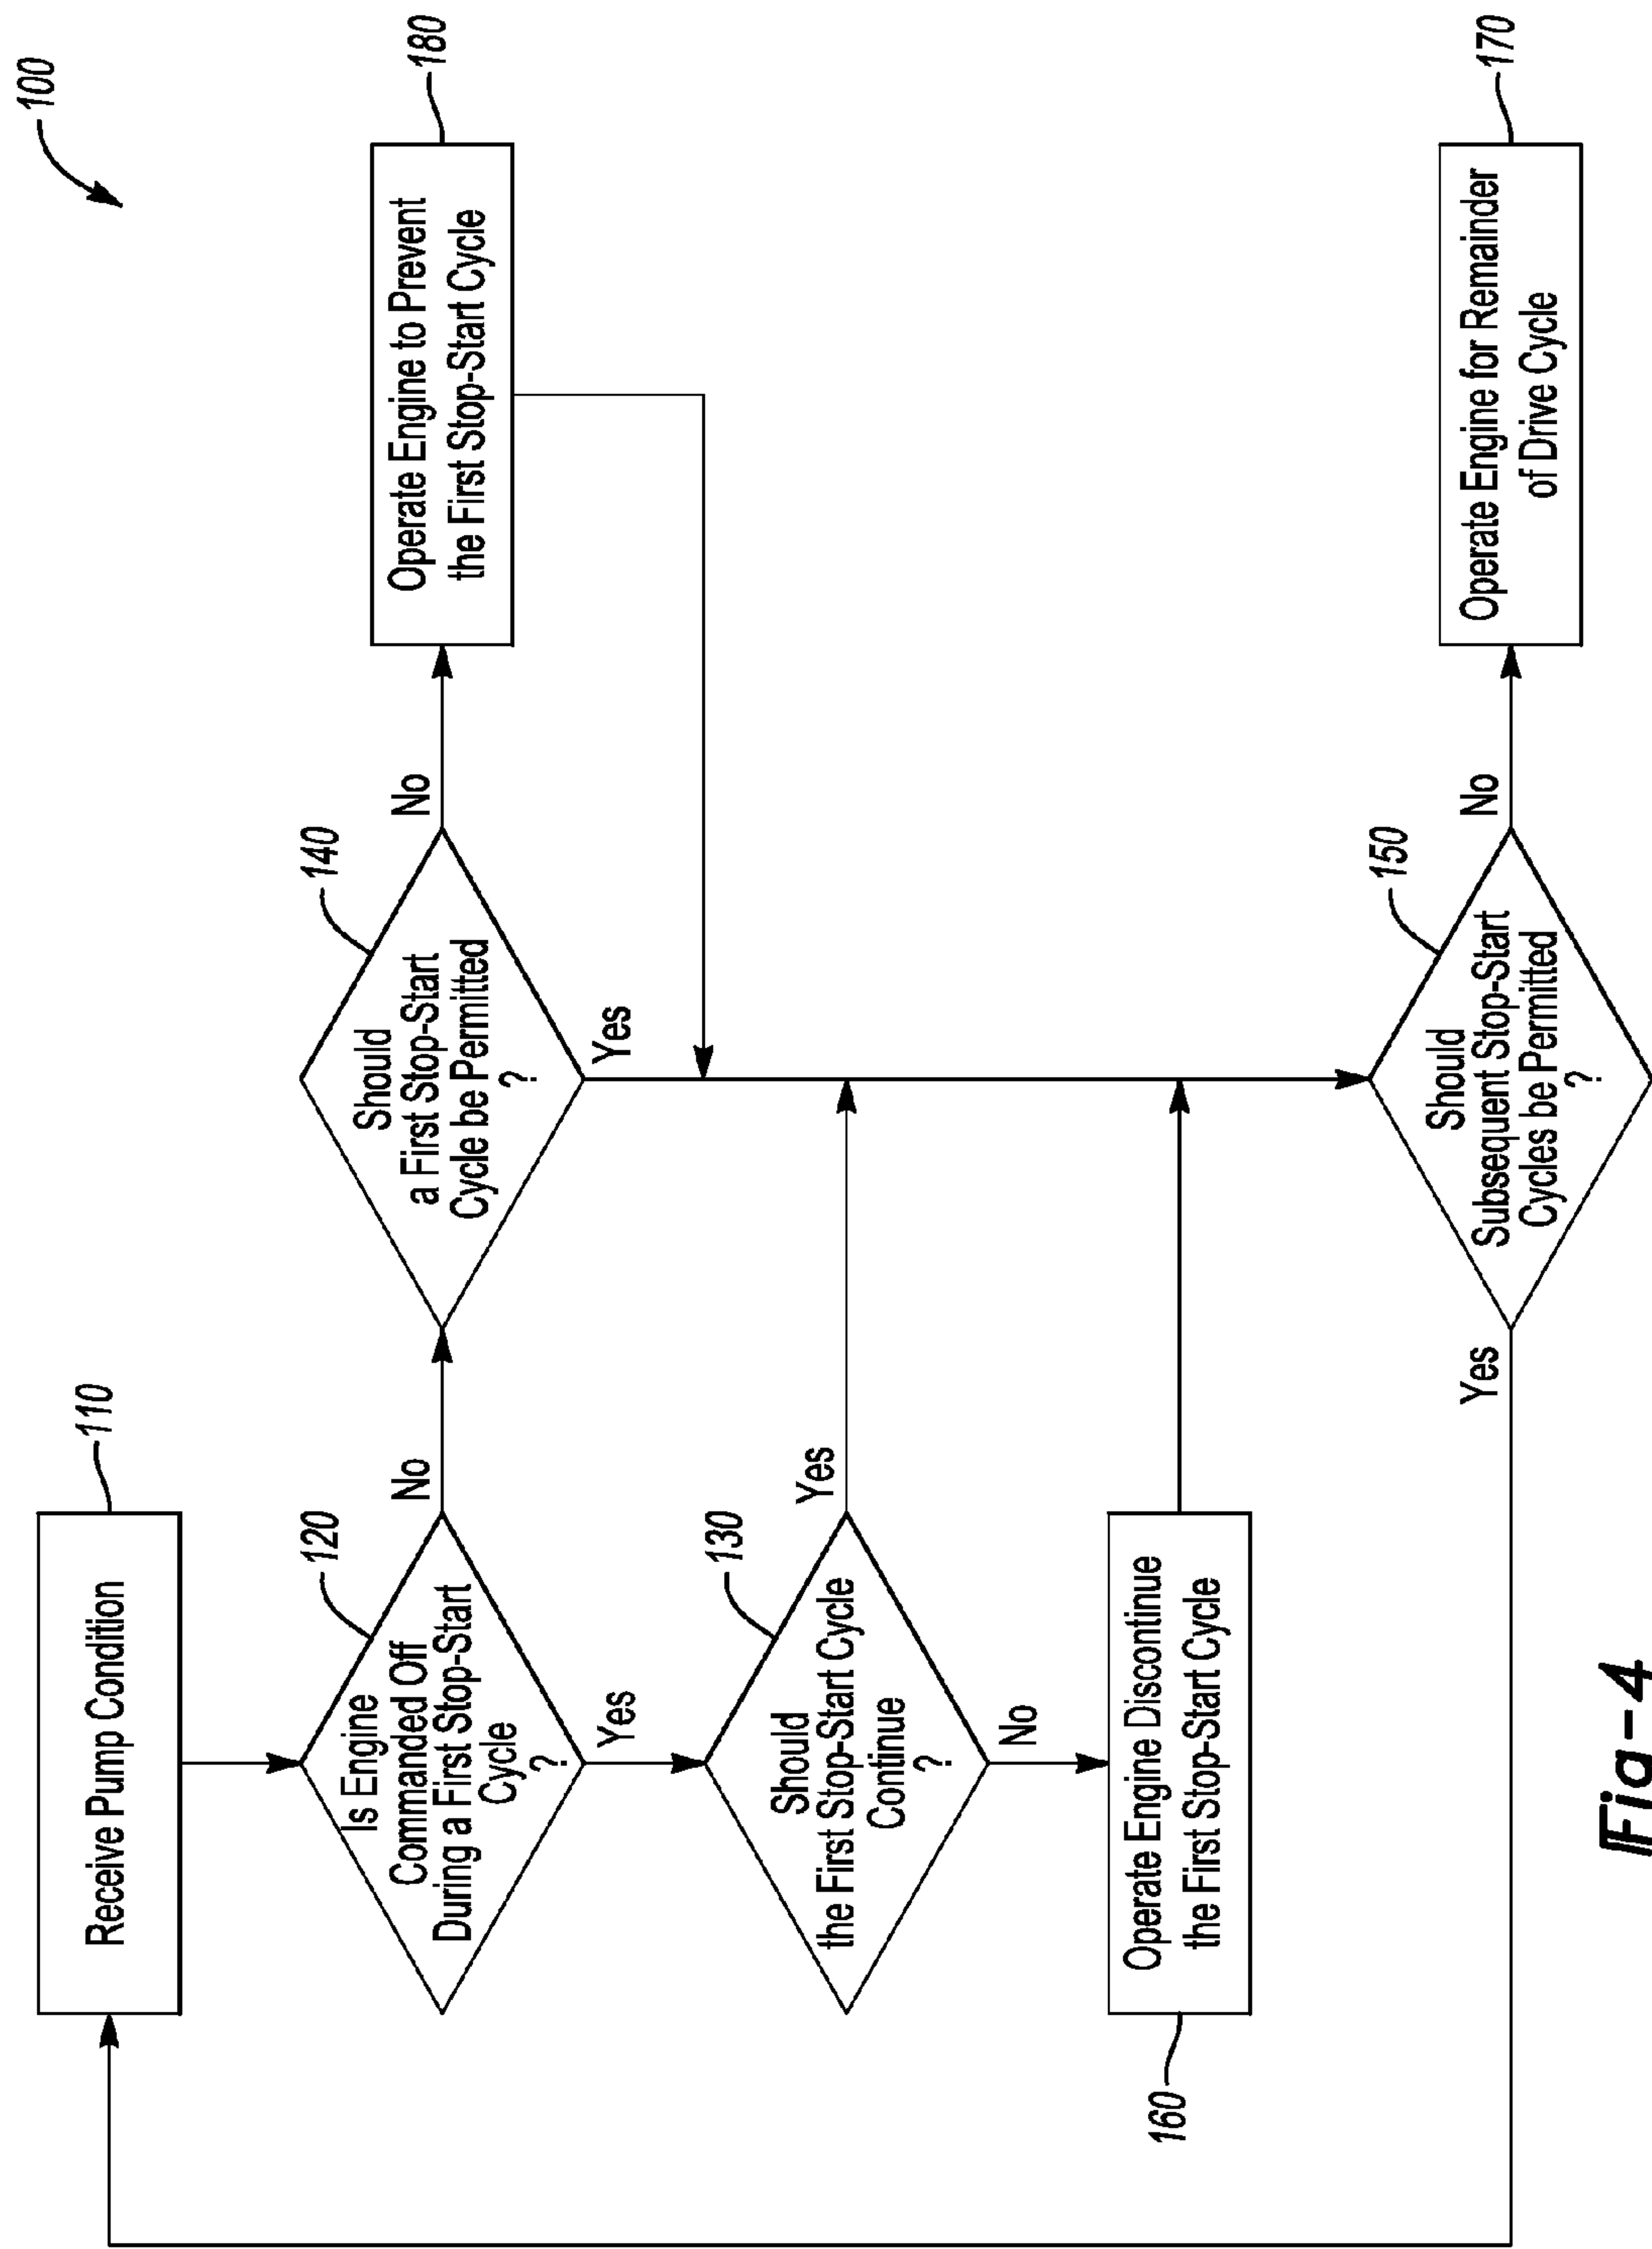 100
Receive Pump Condition
110
Is Engine
Commanded Off
During a First Stop-Start
Cycle
?
120
No
Yes
Should
a First Stop-Start
Cycle be Permitted
?
140
No
Yes
Operate Engine to Prevent
the First Stop-Start Cycle
180
Should
the First Stop-Start Cycle
Continue
?
130
Yes
No
Operate Engine Discontinue
the First Stop-Start Cycle
160
Should
Subsequent Stop-Start
Cycles be Permitted
?
150
Yes
No
Operate Engine for Remainder
of Drive Cycle
170
Fig-4